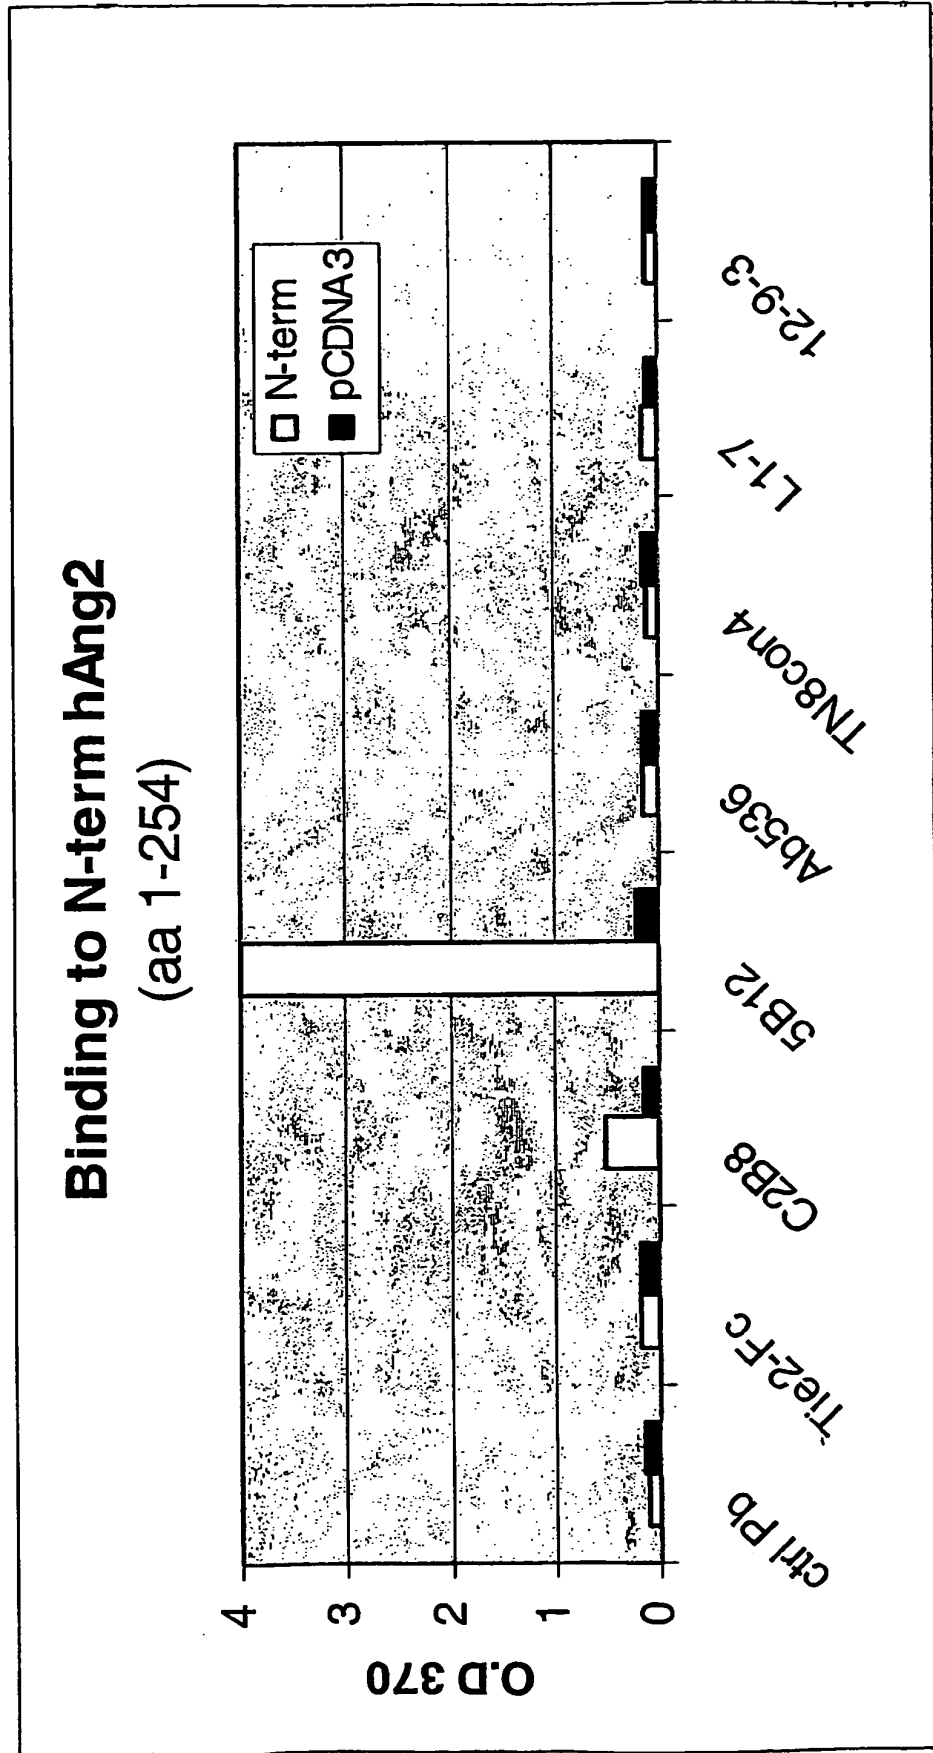 Binding to N-term hAng2
(aa 1-254)
O.D 370
4
3
2
1
0
N-term
pCDNA3
ctrl Pb
Tie2-Fc
C2B8
5B12
Ab536
TN8con4
L1-7
12-9-3